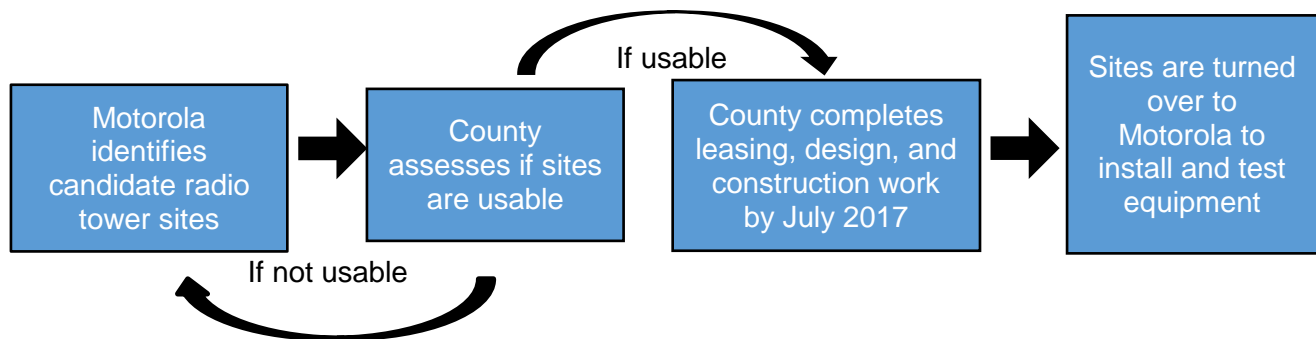 Motorola
identifies
candidate radio
tower sites
County
assesses if sites
are usable
If usable
If not usable
County completes
leasing, design, and
construction work
by July 2017
Sites are turned
over to
Motorola to
install and test
equipment